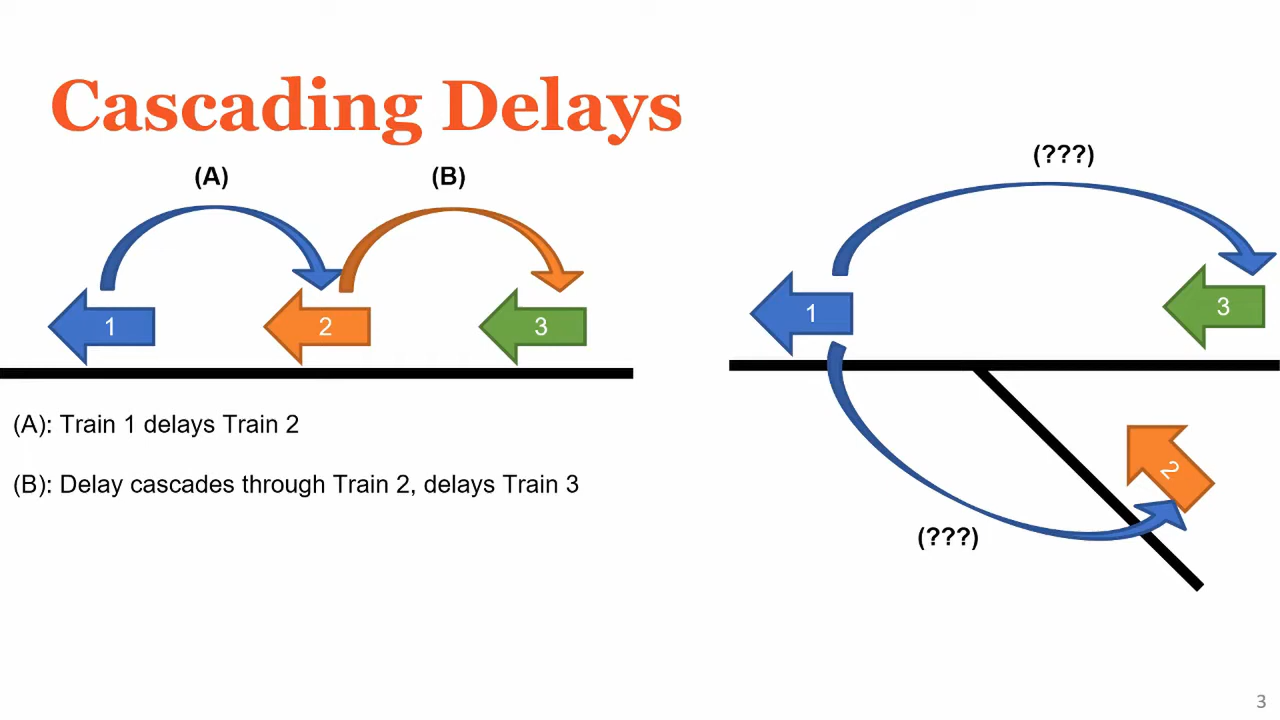 Cascading Delays
(A)
(B)
1
2
3
(A): Train 1 delays Train 2
(B): Delay cascades through Train 2, delays Train 3
(???)
1
3
2
(???)
3